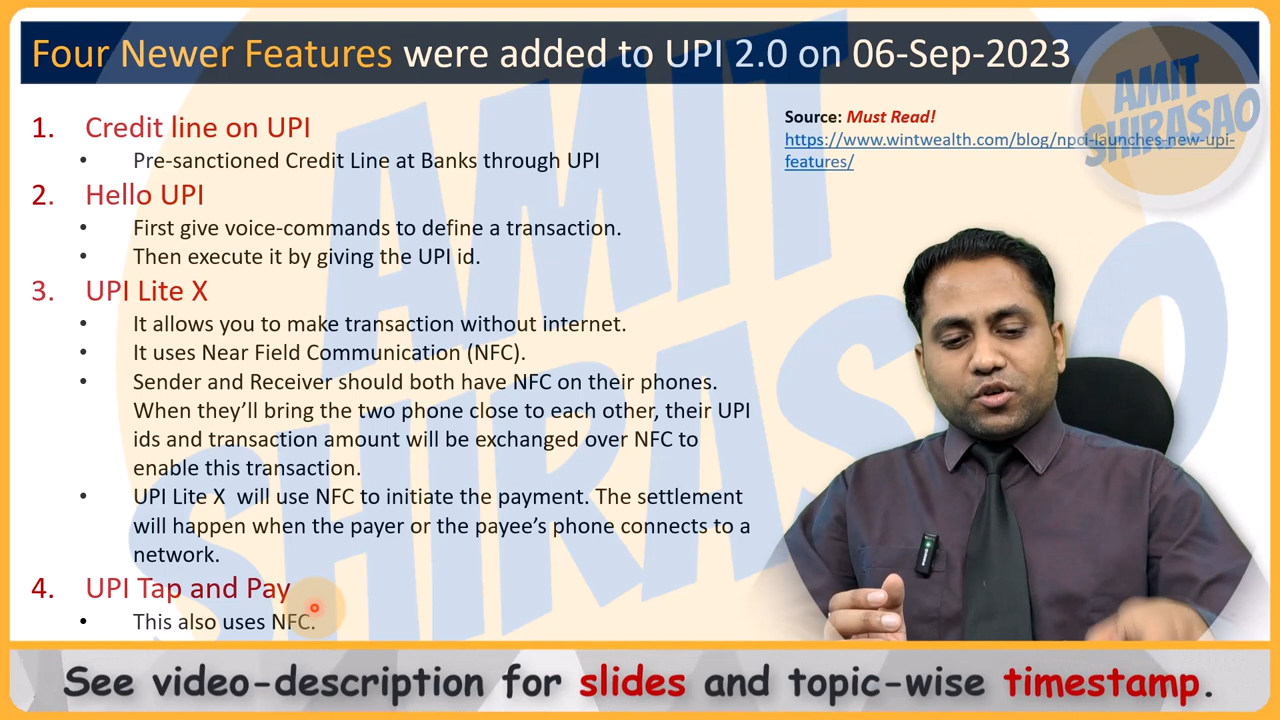 Four Newer Features were added to UPI 2.0 on 06-Sep-2023
AMIT
SHIRASAO
1. Credit line on UPI
• Pre-sanctioned Credit Line at Banks through UPI
2. Hello UPI
• First give voice-commands to define a transaction.
• Then execute it by giving the UPI id.
3. UPI Lite X
• It allows you to make transaction without internet.
• It uses Near Field Communication (NFC).
• Sender and Receiver should both have NFC on their phones.
When they’ll bring the two phone close to each other, their UPI
ids and transaction amount will be exchanged over NFC to
enable this transaction.
• UPI Lite X will use NFC to initiate the payment. The settlement
will happen when the payer or the payee’s phone connects to a
network.
4. UPI Tap and Pay
• This also uses NFC.
Source: Must Read!
https://www.wintwealth.com/blog/npci-launches-new-upi-
features/
AMIT
SHIRASAO
See video-description for slides and topic-wise timestamp.